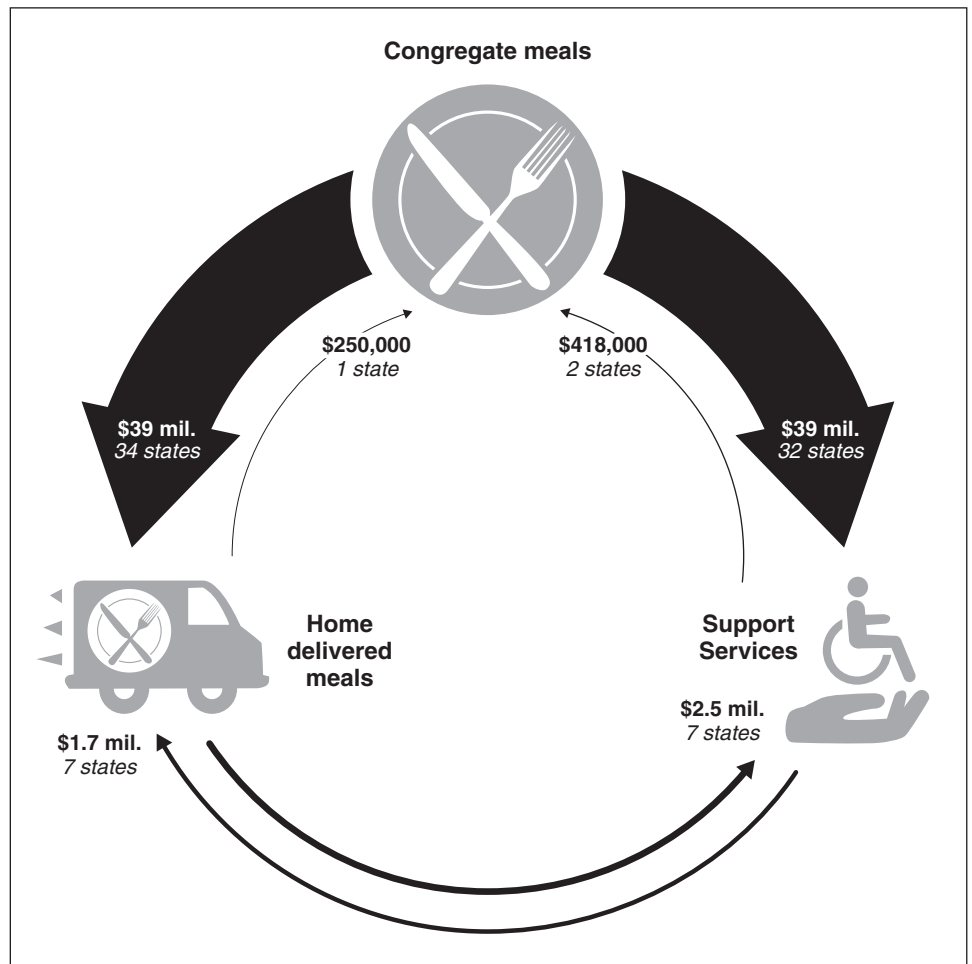 Congregate meals
$250,000
1 state
$418,000
2 states
$39 mil.
34 states
$39 mil.
32 states
Home
delivered
meals
Support
Services
$1.7 mil.
7 states
$2.5 mil.
7 states